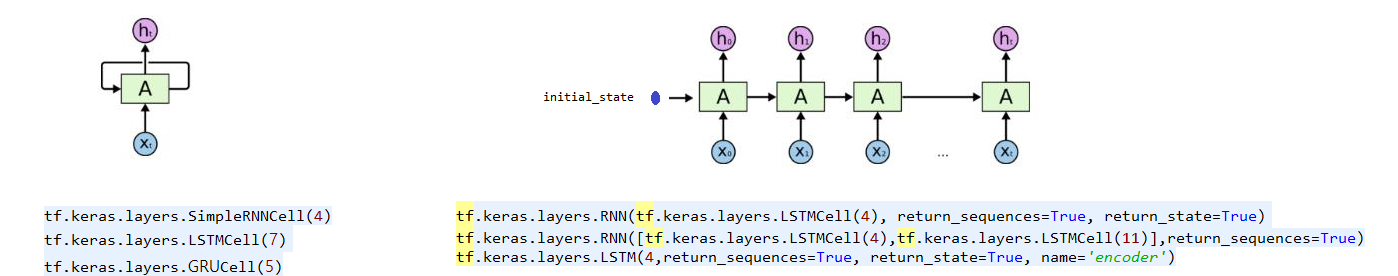 hₜ
A
xₜ
h₀ h₁ h₂ hₜ
initial_state A A A A
x₀ x₁ x₂ ... xₜ
tf.keras.layers.SimpleRNNCell(4)
tf.keras.layers.LSTMCell(7)
tf.keras.layers.GRUCell(5)
tf.keras.layers.RNN(tf.keras.layers.LSTMCell(4), return_sequences=True, return_state=True)
tf.keras.layers.RNN([tf.keras.layers.LSTMCell(4),tf.keras.layers.LSTMCell(11)],return_sequences=True)
tf.keras.layers.LSTM(4,return_sequences=True, return_state=True, name='encoder')